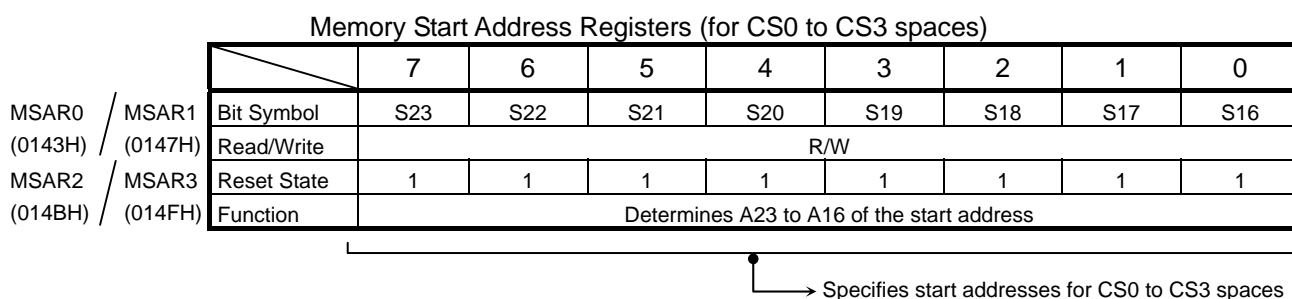 Memory Start Address Registers (for CS0 to CS3 spaces)
7 6 5 4 3 2 1 0
MSAR0 / MSAR1 Bit Symbol S23 S22 S21 S20 S19 S18 S17 S16
(0143H) / (0147H) Read/Write R/W
MSAR2 / MSAR3 Reset State 1 1 1 1 1 1 1 1
(014BH) / (014FH) Function Determines A23 to A16 of the start address
Specifies start addresses for CS0 to CS3 spaces